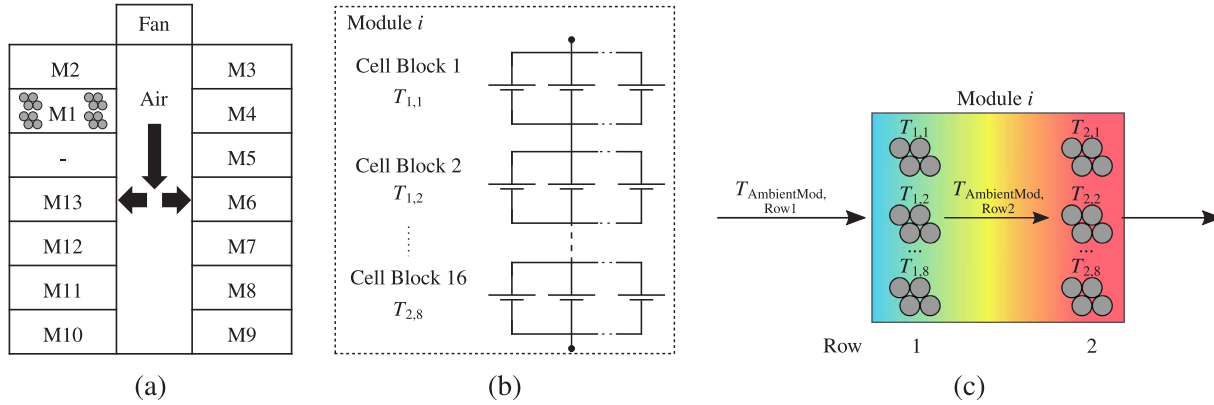 Fan
M2
M3
M1
Air
M4
-
M5
M13
M6
M12
M7
M11
M8
M10
M9
(a)
Module i
Cell Block 1
T1,1
Cell Block 2
T1,2
......
Cell Block 16
T2,8
(b)
Module i
T1,1
T2,1
TAmbientMod,
Row1
T1,2
TAmbientMod,
Row2
T2,2
...
...
T1,8
T2,8
Row
1
2
(c)